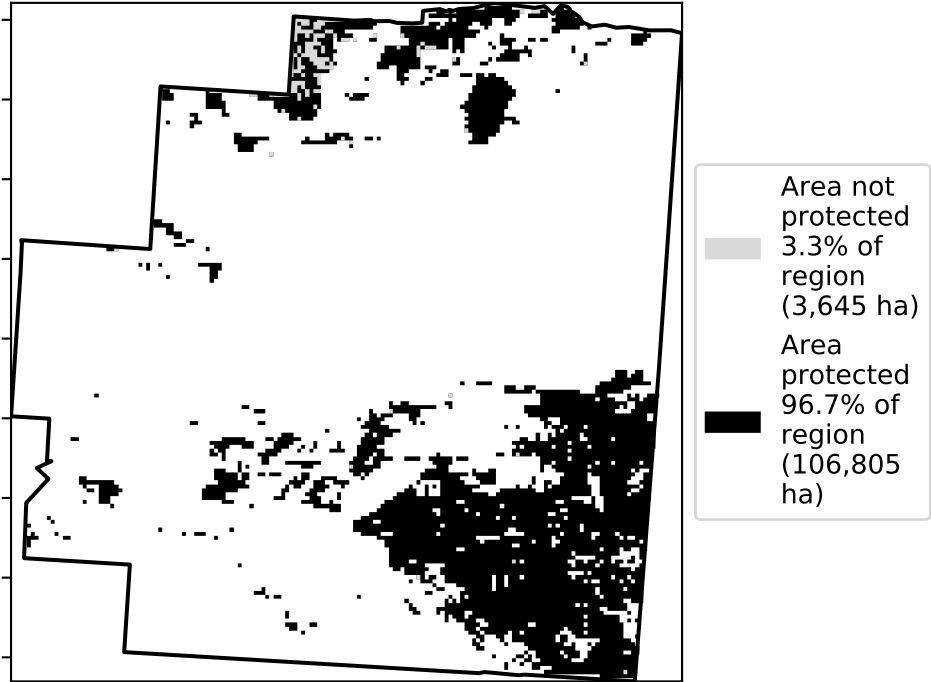 Area not
protected
3.3% of
region
(3,645 ha)
Area
protected
96.7% of
region
(106,805
ha)